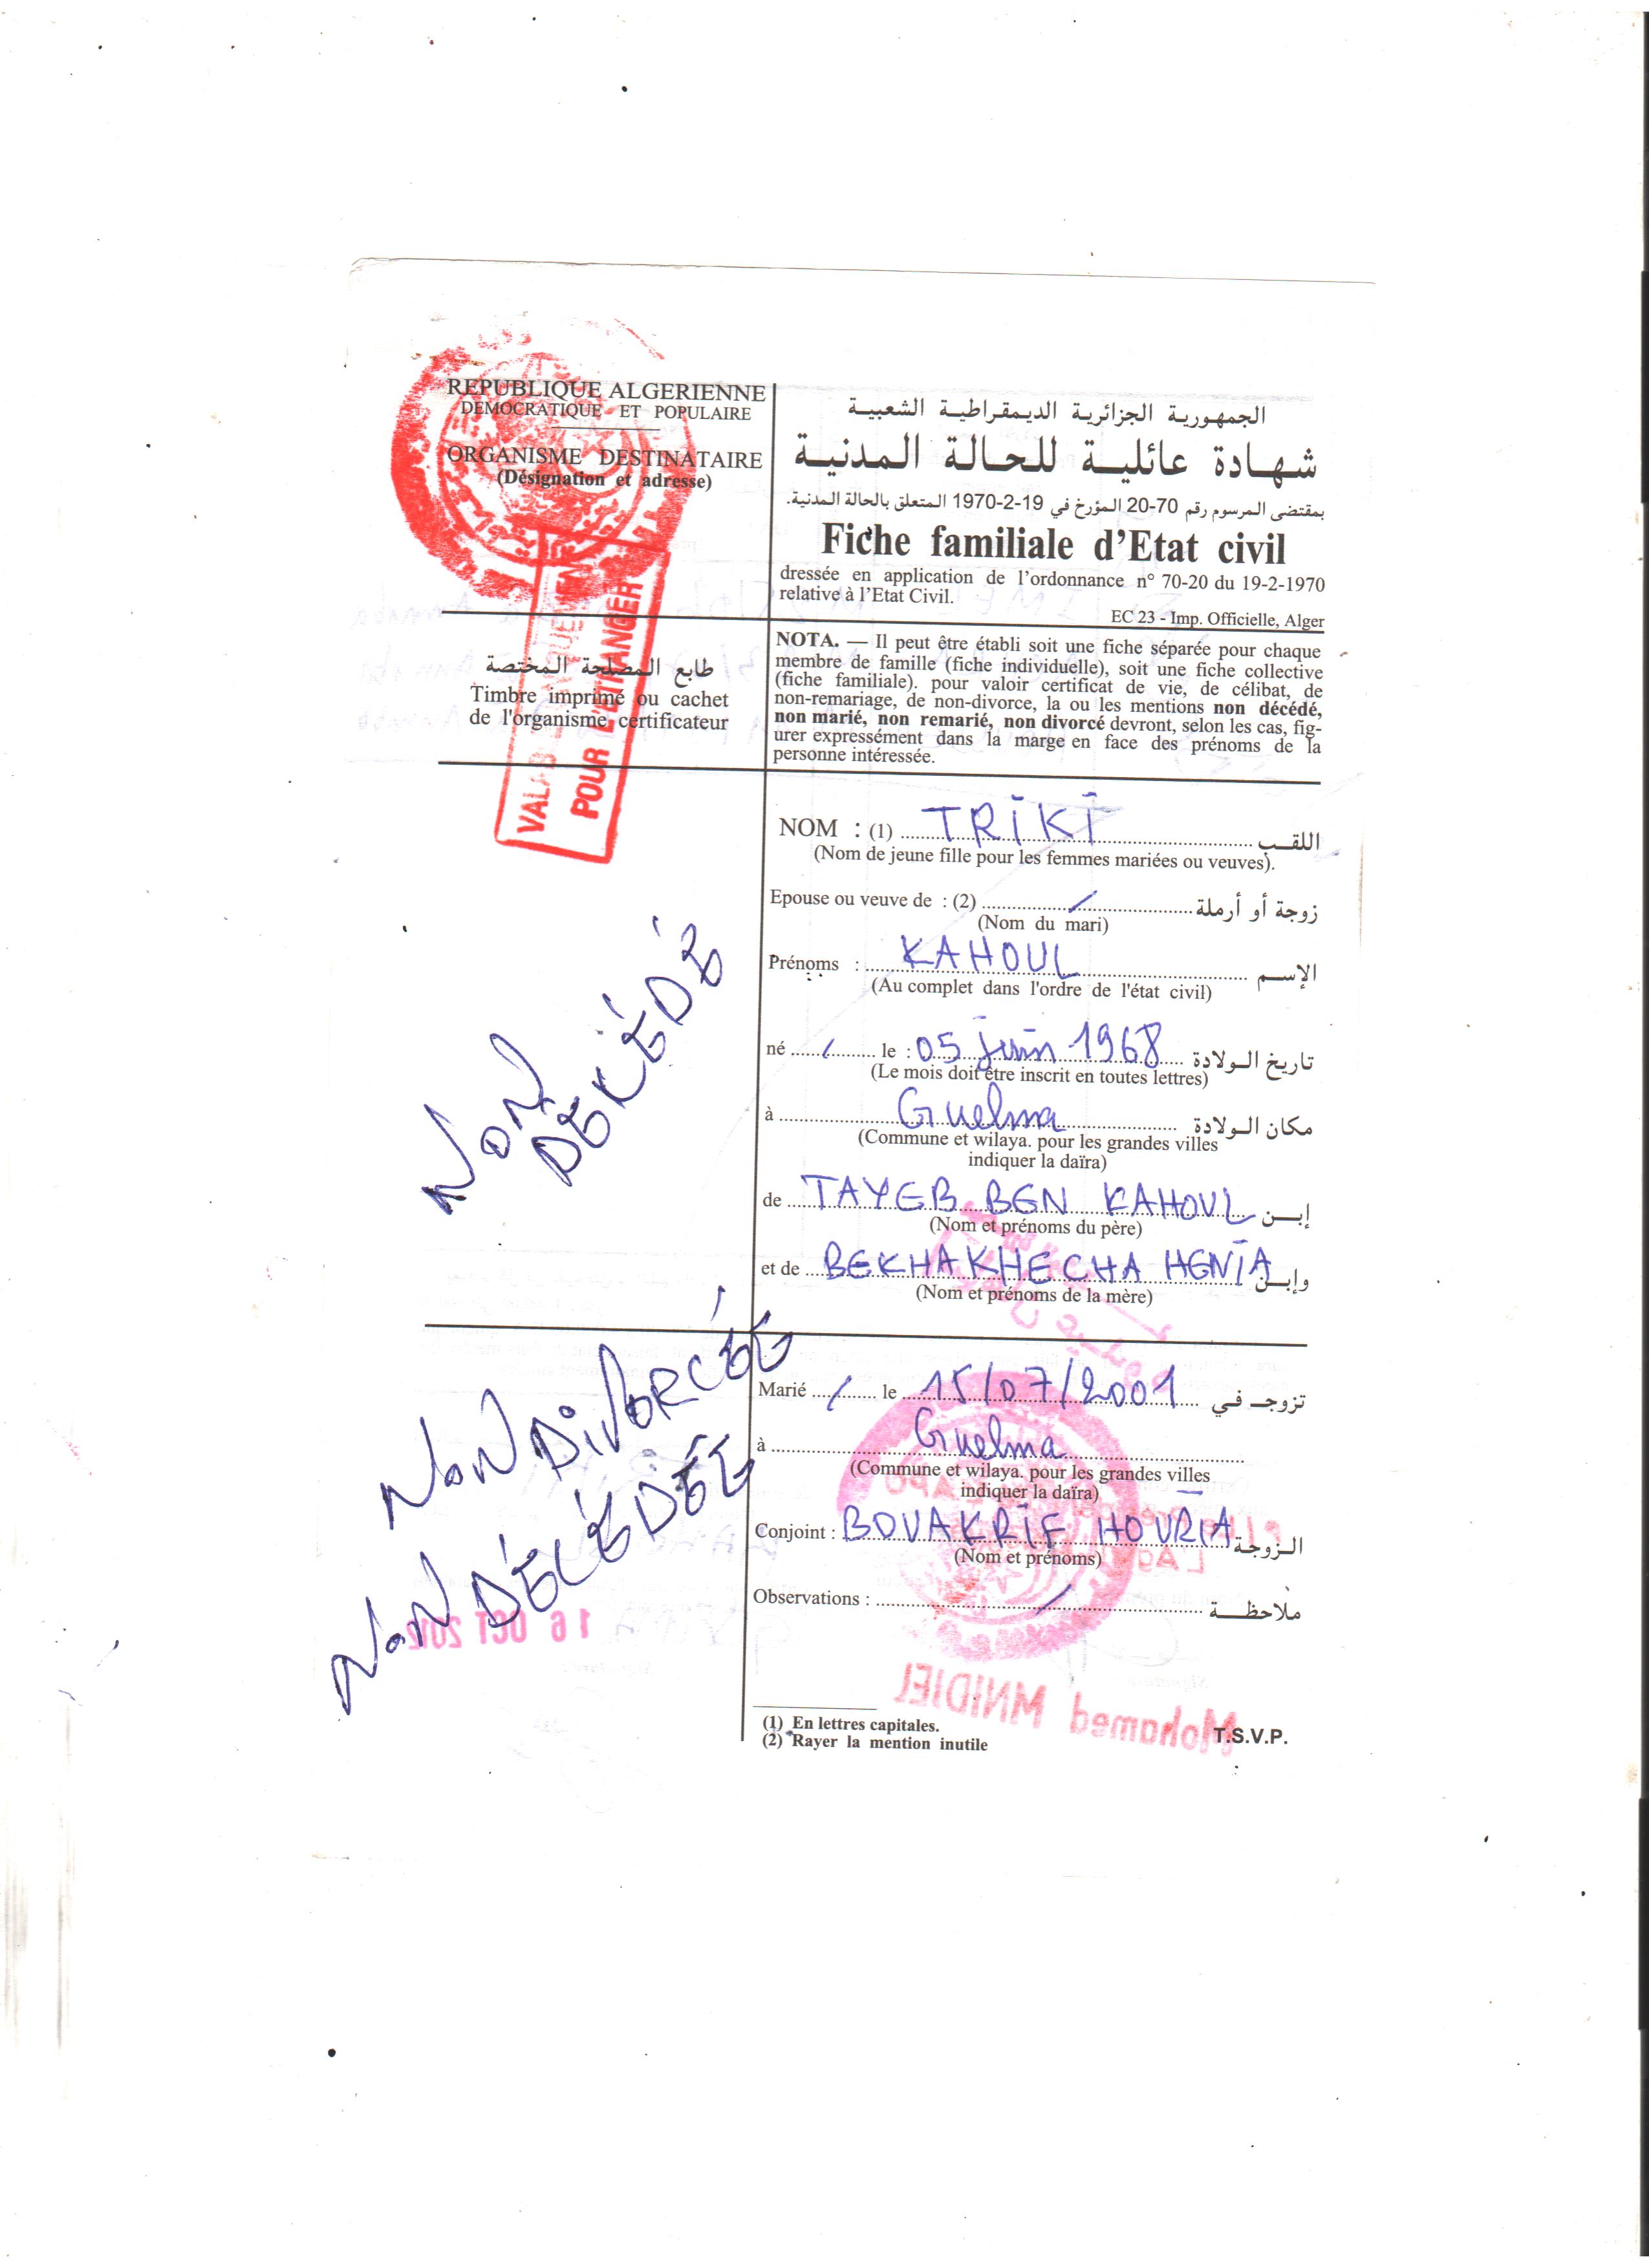 REPUBLIQUE ALGERIENNE
DEMOCRATIQUE ET POPULAIRE
ORGANISME DESTINATAIRE
(Désignation et adresse)
الجمهورية الجزائرية الديمقراطية الشعبية
شهادة عائلية للحالة المدنية
بمقتضى المرسوم رقم 70-20 المؤرخ في 19-2-1970 المتعلق بالحالة المدنية.
Fiche familiale d'Etat civil
dressée en application de l'ordonnance n° 70-20 du 19-2-1970
relative à l'Etat Civil.
EC 23 - Imp. Officielle, Alger
طابع المصلحة المختصة
Timbre imprimé ou cachet
de l'organisme certificateur
POUR L'ETRANGER
NOTA. — Il peut être établi soit une fiche séparée pour chaque
membre de famille (fiche individuelle), soit une fiche collective
(fiche familiale). pour valoir certificat de vie, de célibat, de
non-remariage, de non-divorce, la ou les mentions non décédé,
non marié, non remarié, non divorcé devront, selon les cas, fig-
urer expressément dans la marge en face des prénoms de la
personne intéressée.
NOM : (1) TRIKI اللقب
(Nom de jeune fille pour les femmes mariées ou veuves).
Epouse ou veuve de : (2) / زوجة أو أرملة
(Nom du mari)
Prénoms : KAHOUL الإسم
(Au complet dans l'ordre de l'état civil)
NON
DÉCÉDÉ
né / le : 05 juin 1968 تاريخ الولادة
(Le mois doit être inscrit en toutes lettres)
à Guelma مكان الولادة
(Commune et wilaya. pour les grandes villes
indiquer la daïra)
de TAYEB BEN KAHOUL إبن
(Nom et prénoms du père)
et de BEKHAKHECHA HENIA وإبن
(Nom et prénoms de la mère)
NON DIVORCÉE
NON DÉCÉDÉE
Marié / le 15/07/2001 تزوج في
à Guelma
(Commune et wilaya. pour les grandes villes
indiquer la daïra)
Conjoint : BOUAKRIF HOURIA الزوجة
(Nom et prénoms)
Observations : / ملاحظة
16 OCT 2012
Mohamed MNIDJEL
(1) En lettres capitales.
(2) Rayer la mention inutile
T.S.V.P.